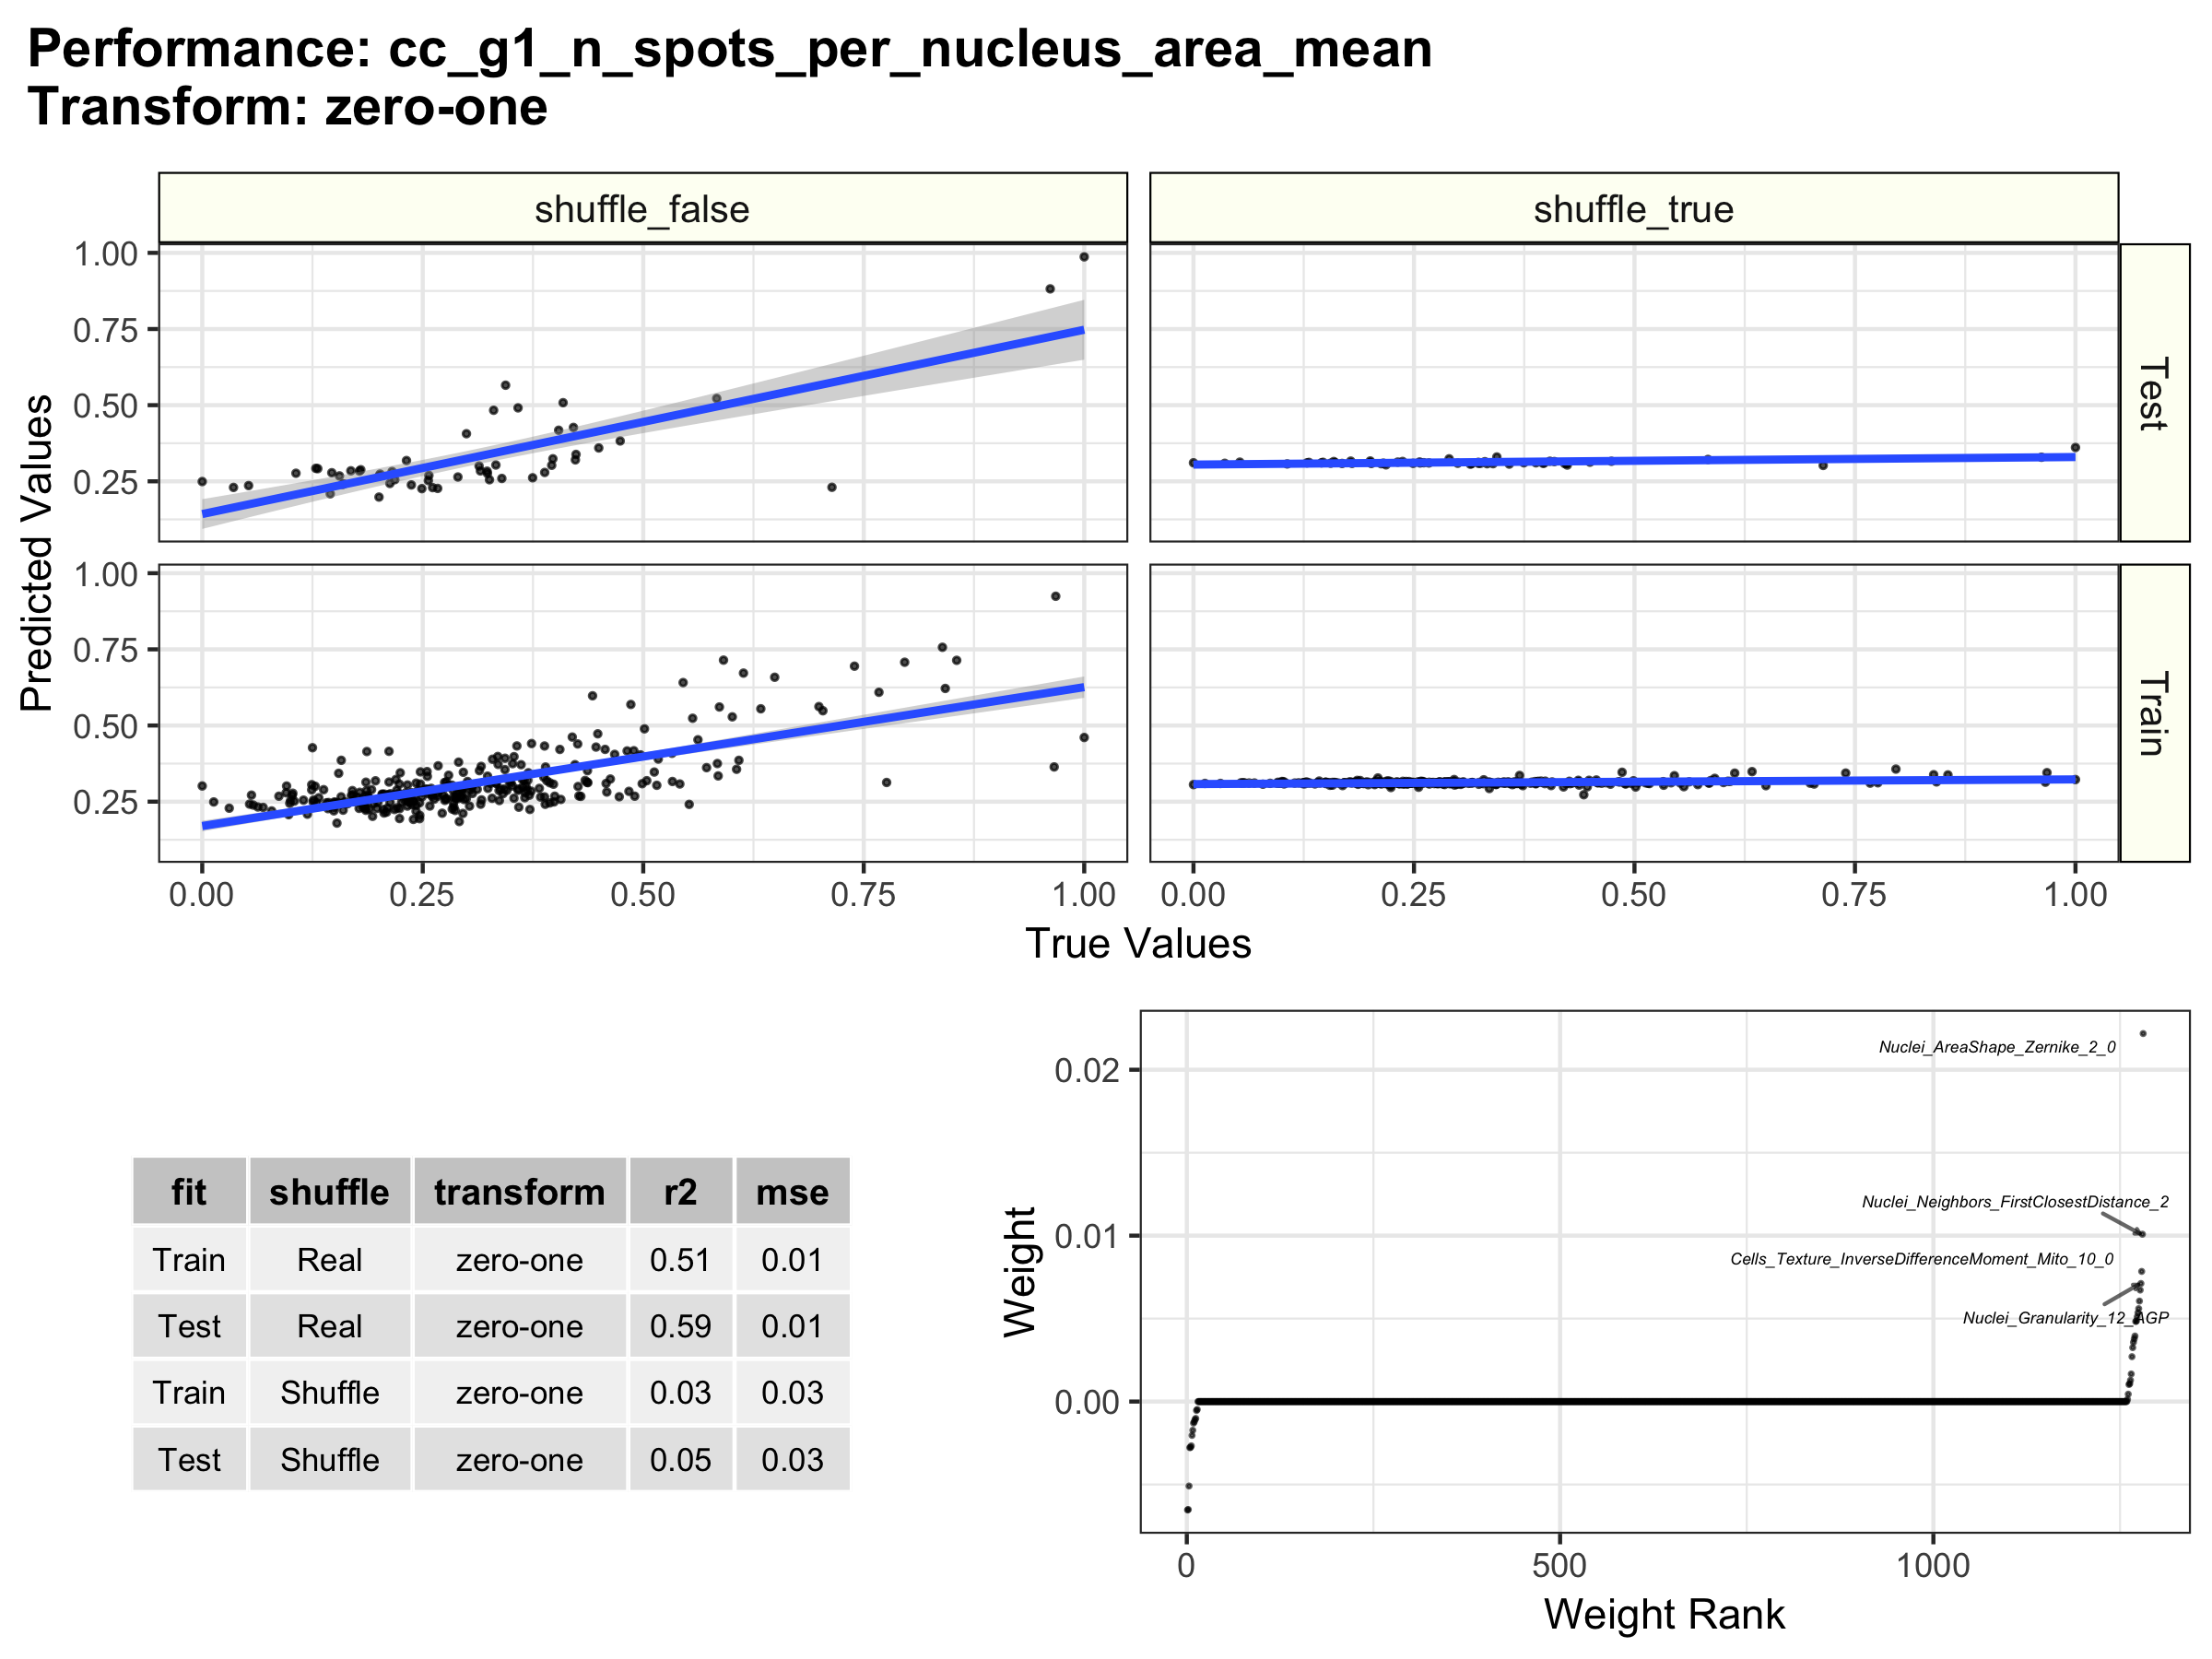 Performance: cc_g1_n_spots_per_nucleus_area_mean
Transform: zero-one
shuffle_false
shuffle_true
1.00
0.75
0.50
0.25
Test
1.00
0.75
0.50
0.25
Train
Predicted Values
0.00 0.25 0.50 0.75 1.00
0.00 0.25 0.50 0.75 1.00
True Values
fit shuffle transform r2 mse
Train Real zero-one 0.51 0.01
Test Real zero-one 0.59 0.01
Train Shuffle zero-one 0.03 0.03
Test Shuffle zero-one 0.05 0.03
Weight
0.02
0.01
0.00
Nuclei_AreaShape_Zernike_2_0
Nuclei_Neighbors_FirstClosestDistance_2
Cells_Texture_InverseDifferenceMoment_Mito_10_0
Nuclei_Granularity_12_AGP
0 500 1000
Weight Rank